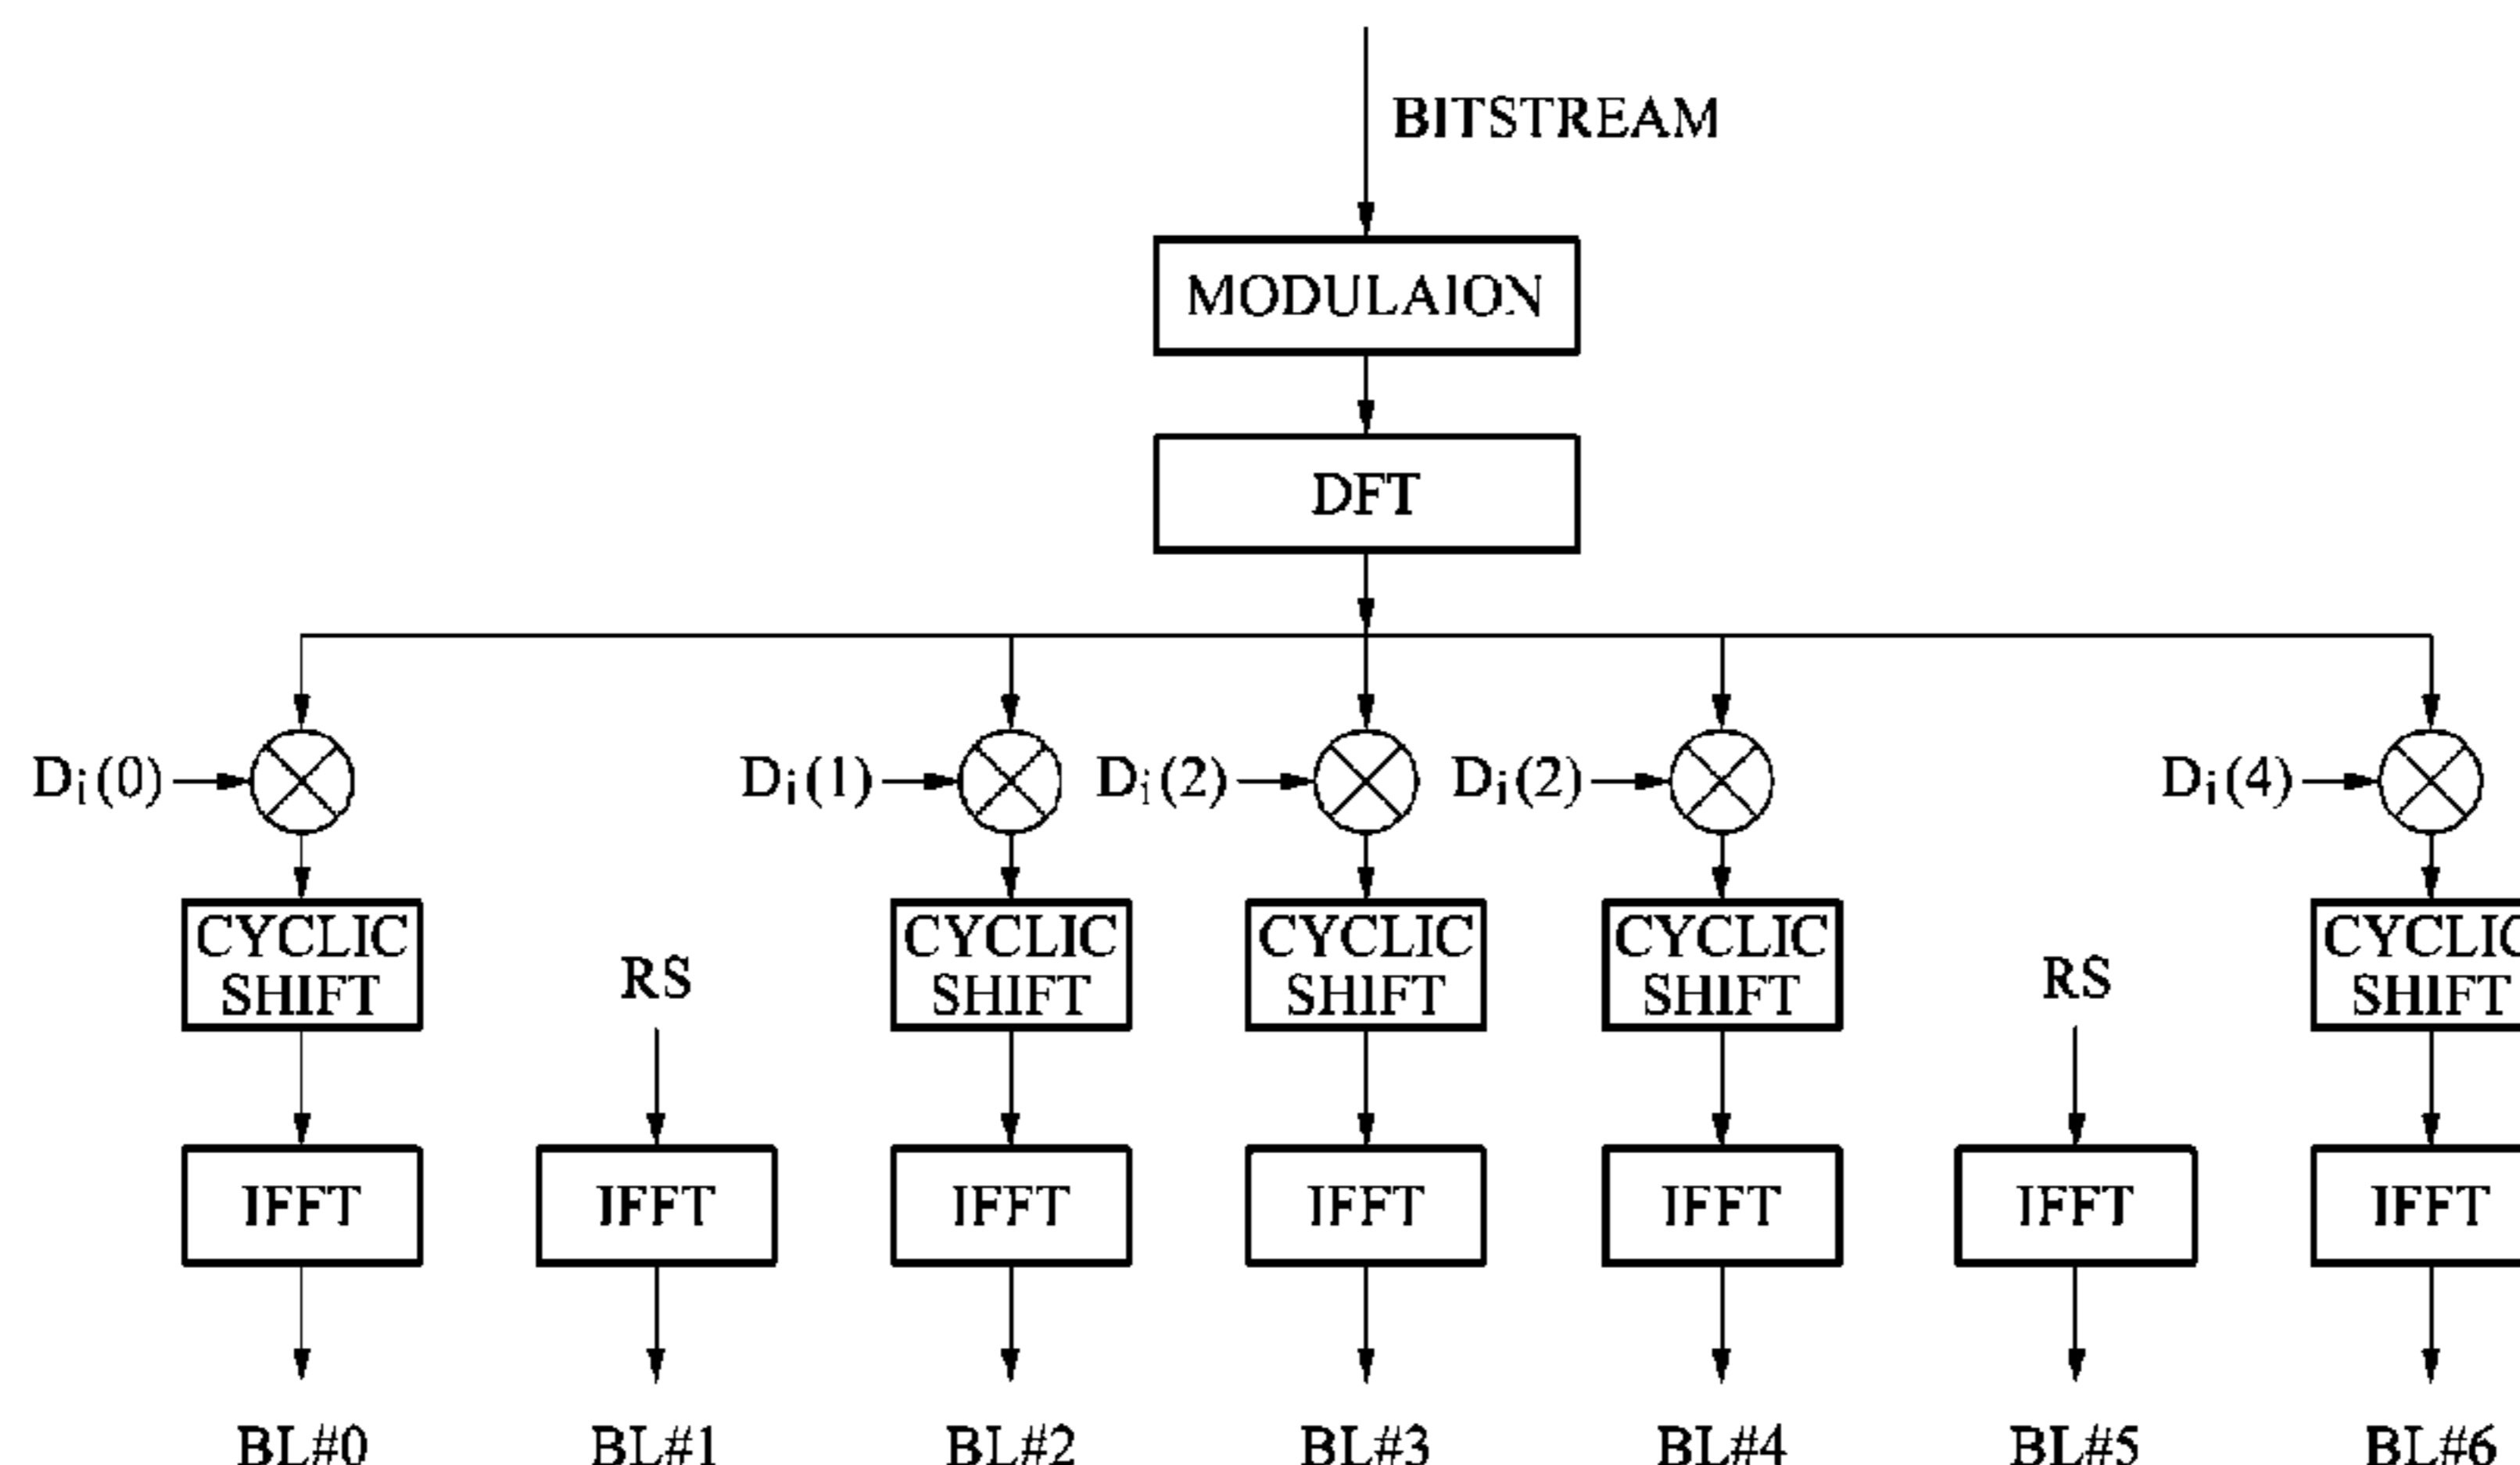 BITSTREAM
MODULAION
DFT
Di(0)
Di(1)
Di(2)
Di(2)
Di(4)
CYCLIC
SHIFT
RS
CYCLIC
SHIFT
CYCLIC
SHIFT
CYCLIC
SHIFT
RS
CYCLIC
SHIFT
IFFT
IFFT
IFFT
IFFT
IFFT
IFFT
IFFT
BL#0
BL#1
BL#2
BL#3
BL#4
BL#5
BL#6